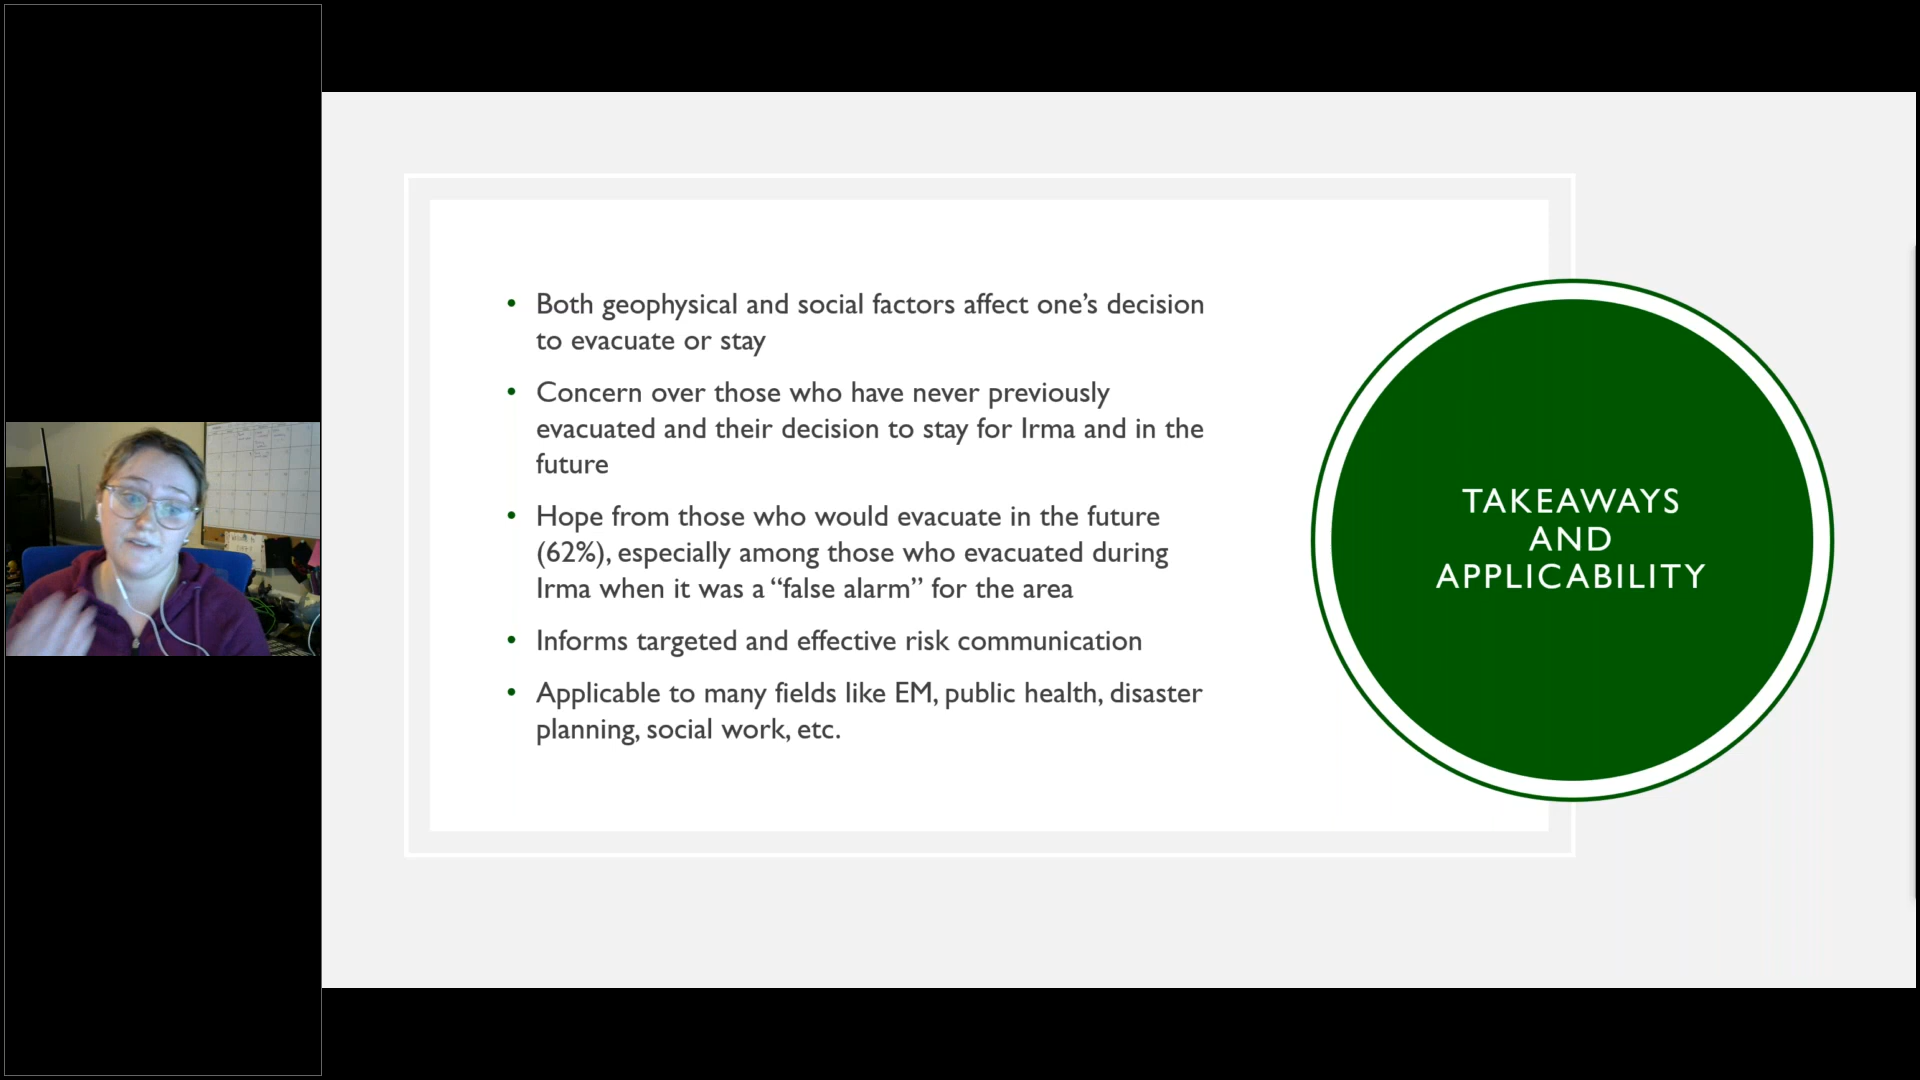 • Both geophysical and social factors affect one’s decision
to evacuate or stay
• Concern over those who have never previously
evacuated and their decision to stay for Irma and in the
future
• Hope from those who would evacuate in the future
(62%), especially among those who evacuated during
Irma when it was a “false alarm” for the area
• Informs targeted and effective risk communication
• Applicable to many fields like EM, public health, disaster
planning, social work, etc.
TAKEAWAYS
AND
APPLICABILITY